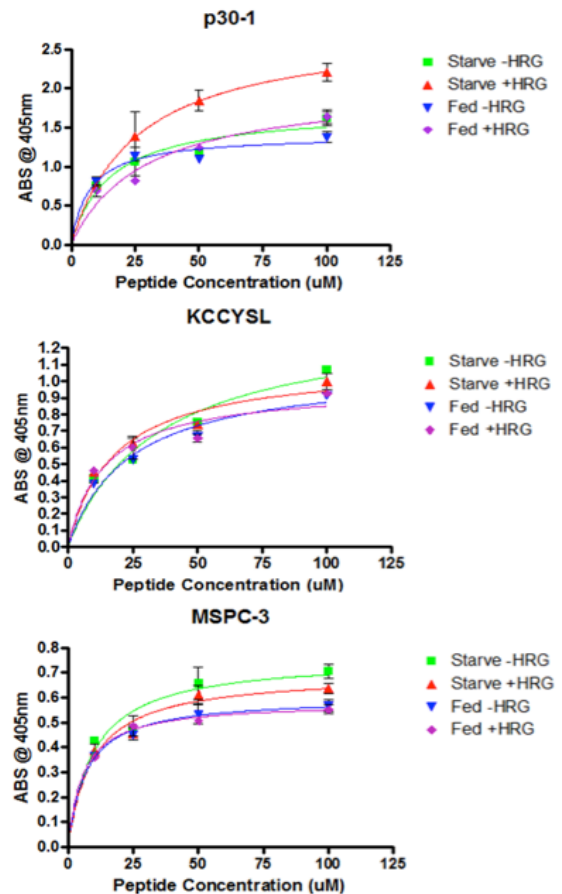 p30-1
2.5
2.0
1.5
1.0
0.5
0.0
ABS @ 405nm
0 25 50 75 100 125
Peptide Concentration (uM)
Starve -HRG
Starve +HRG
Fed -HRG
Fed +HRG
KCCYSL
1.2
1.1
1.0
0.9
0.8
0.7
0.6
0.5
0.4
0.3
0.2
0.1
0.0
ABS @ 405nm
0 25 50 75 100 125
Peptide Concentration (uM)
Starve -HRG
Starve +HRG
Fed -HRG
Fed +HRG
MSPC-3
0.8
0.7
0.6
0.5
0.4
0.3
0.2
0.1
0.0
ABS @ 405nm
0 25 50 75 100 125
Peptide Concentration (uM)
Starve -HRG
Starve +HRG
Fed -HRG
Fed +HRG